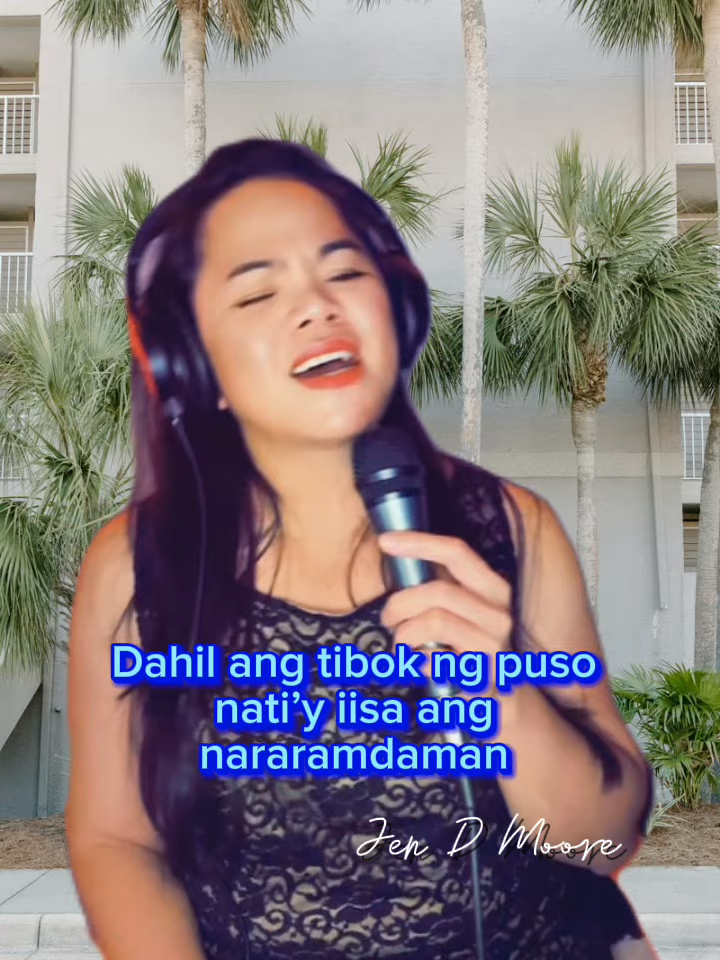 Dahil ang tibok ng puso
nati’y iisa ang
nararamdaman
Jen D Moore